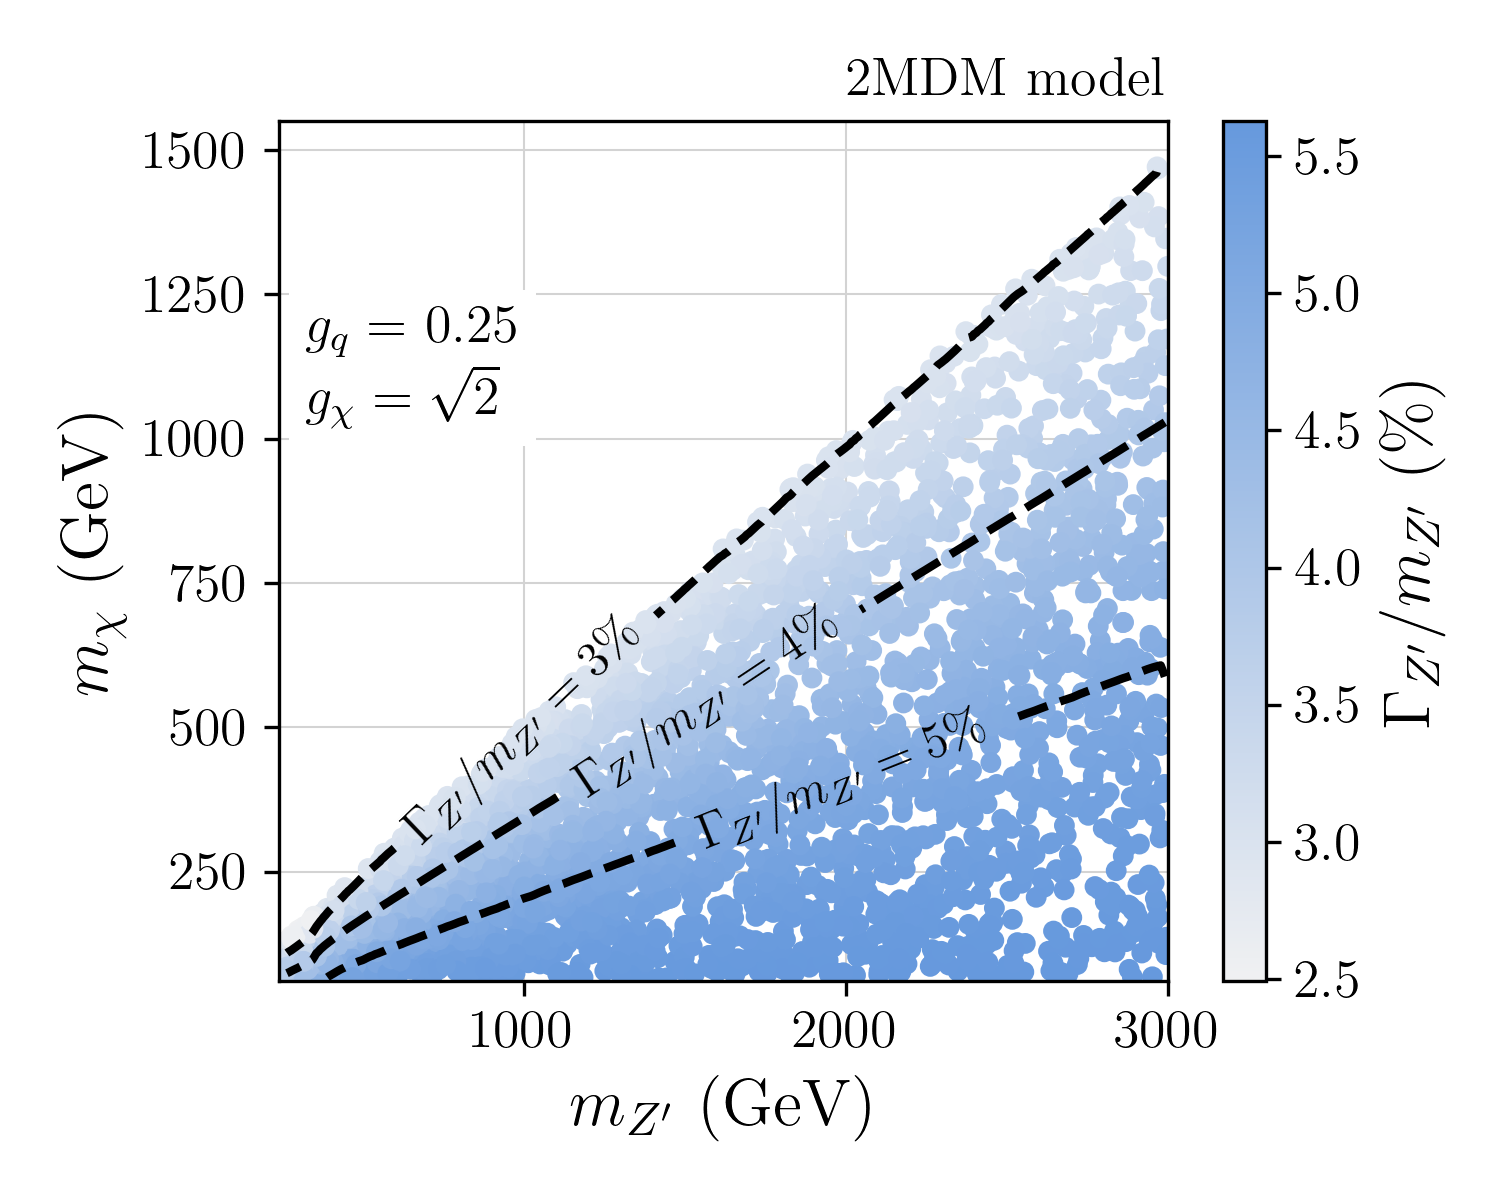 2MDM model
1500
1250
1000
750
500
250
m_χ (GeV)
g_q = 0.25
g_χ = √2
Γ_Z′/m_Z′ = 3%
Γ_Z′/m_Z′ = 4%
Γ_Z′/m_Z′ = 5%
1000 2000 3000
m_Z′ (GeV)
5.5
5.0
4.5
4.0
3.5
3.0
2.5
Γ_Z′/m_Z′ (%)